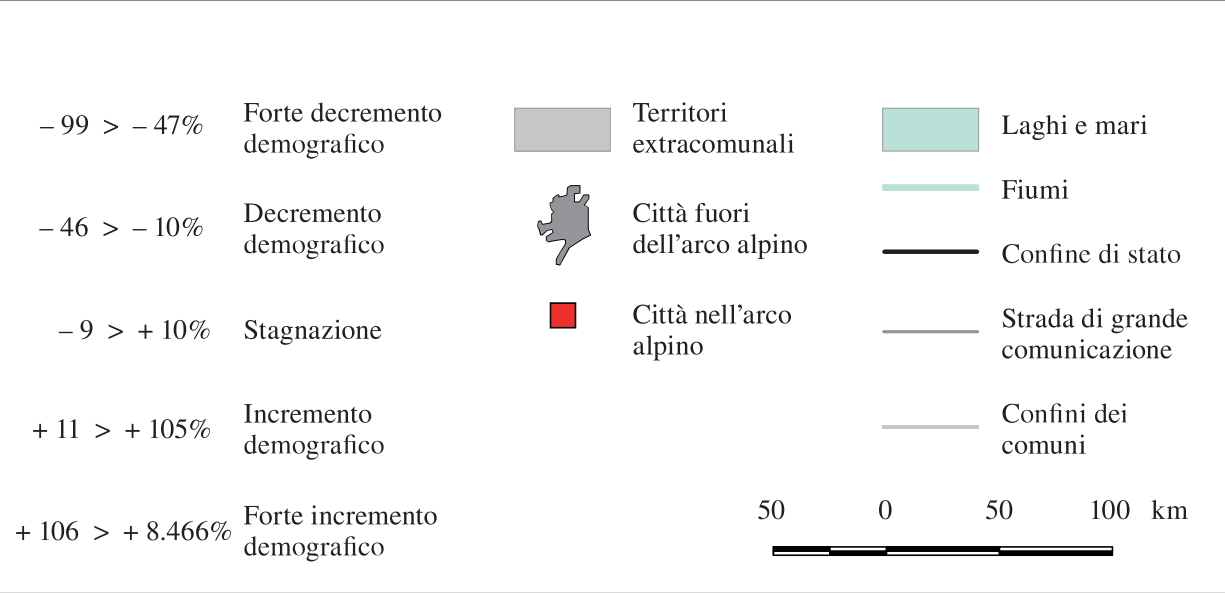 – 99 > – 47%
Forte decremento
demografico
– 46 > – 10%
Decremento
demografico
– 9 > + 10%
Stagnazione
+ 11 > + 105%
Incremento
demografico
+ 106 > + 8.466%
Forte incremento
demografico
Territori
extracomunali
Città fuori
dell'arco alpino
Città nell'arco
alpino
Laghi e mari
Fiumi
Confine di stato
Strada di grande
comunicazione
Confini dei
comuni
50 0 50 100 km